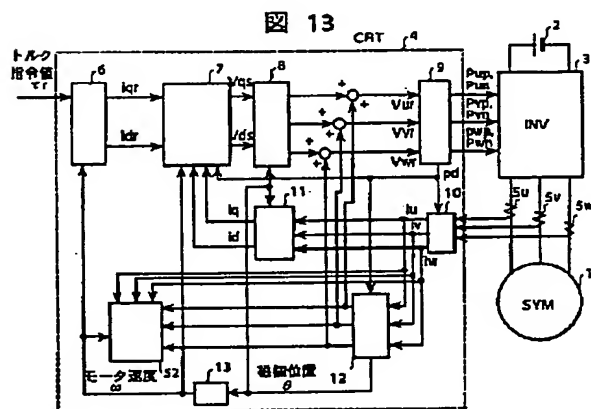 図 13
CRT
4
トルク
指令値
τr
6
iqr
idr
7
Vqs
Vds
8
+
+
+
+
+
+
Vur
Vvr
Vwr
9
Pup,
Pun
Pvp,
Pvn
Pwp,
Pwn
2
3
INV
pd
10
11
iq
id
iu
iv
iw
5u
5v
5w
1
SYM
52
12
モータ速度
ω
13
磁極位置
θ